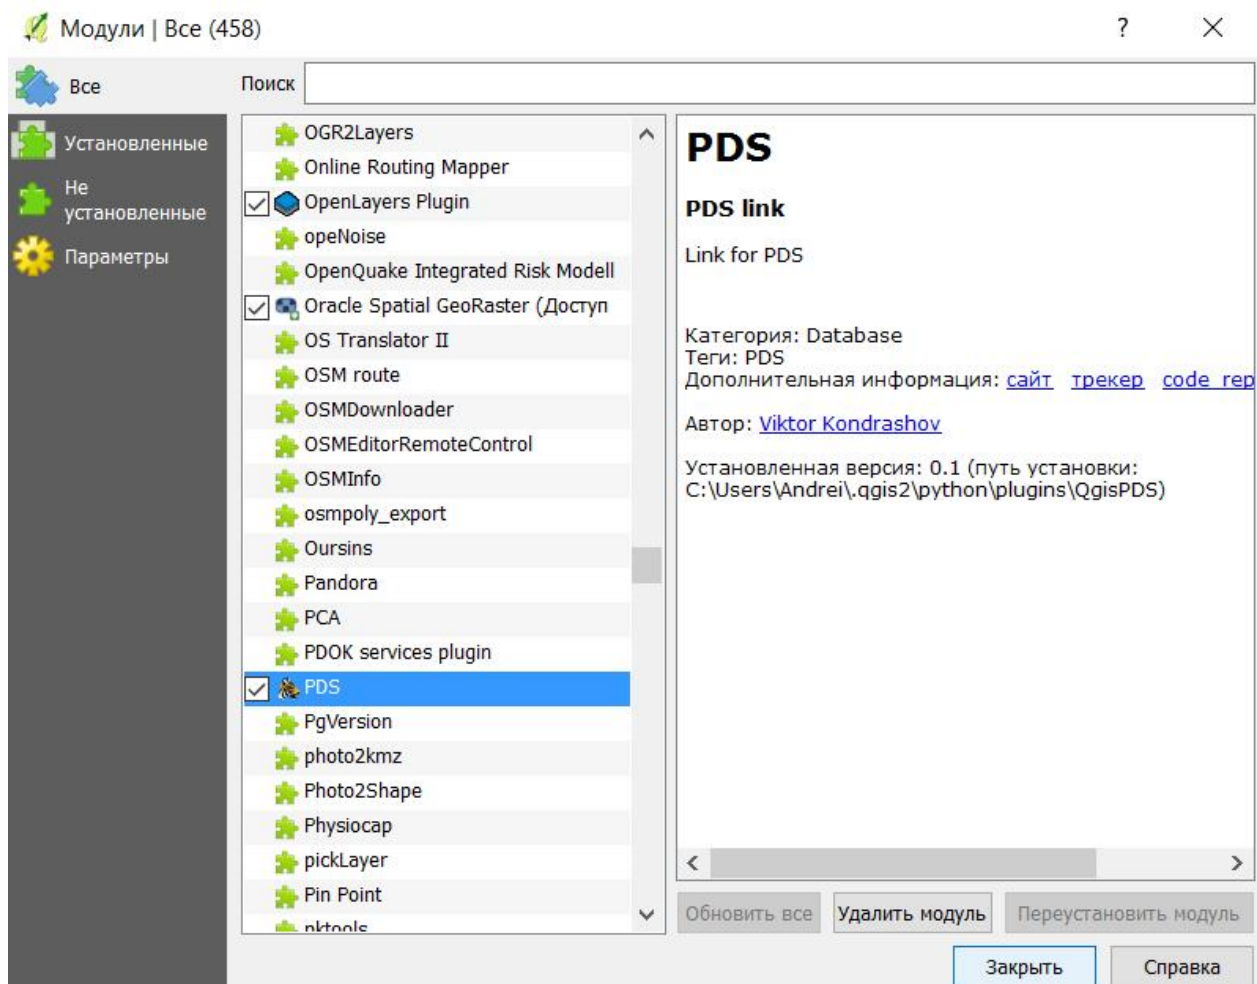 Модули | Все (458)
?
Все
Поиск
Установленные
Не
установленные
Параметры
OGR2Layers
Online Routing Mapper
OpenLayers Plugin
opeNoise
OpenQuake Integrated Risk Modell
Oracle Spatial GeoRaster (Доступ
OS Translator II
OSM route
OSMDownloader
OSMEditorRemoteControl
OSMInfo
osmpoly_export
Oursins
Pandora
PCA
PDOK services plugin
PDS
PgVersion
photo2kmz
Photo2Shape
Physiocap
pickLayer
Pin Point
pktools
PDS
PDS link
Link for PDS
Категория: Database
Теги: PDS
Дополнительная информация: сайт трекер code_rep
Автор: Viktor Kondrashov
Установленная версия: 0.1 (путь установки:
C:\Users\Andrei\.qgis2\python\plugins\QgisPDS)
Обновить все
Удалить модуль
Переустановить модуль
Закрыть
Справка